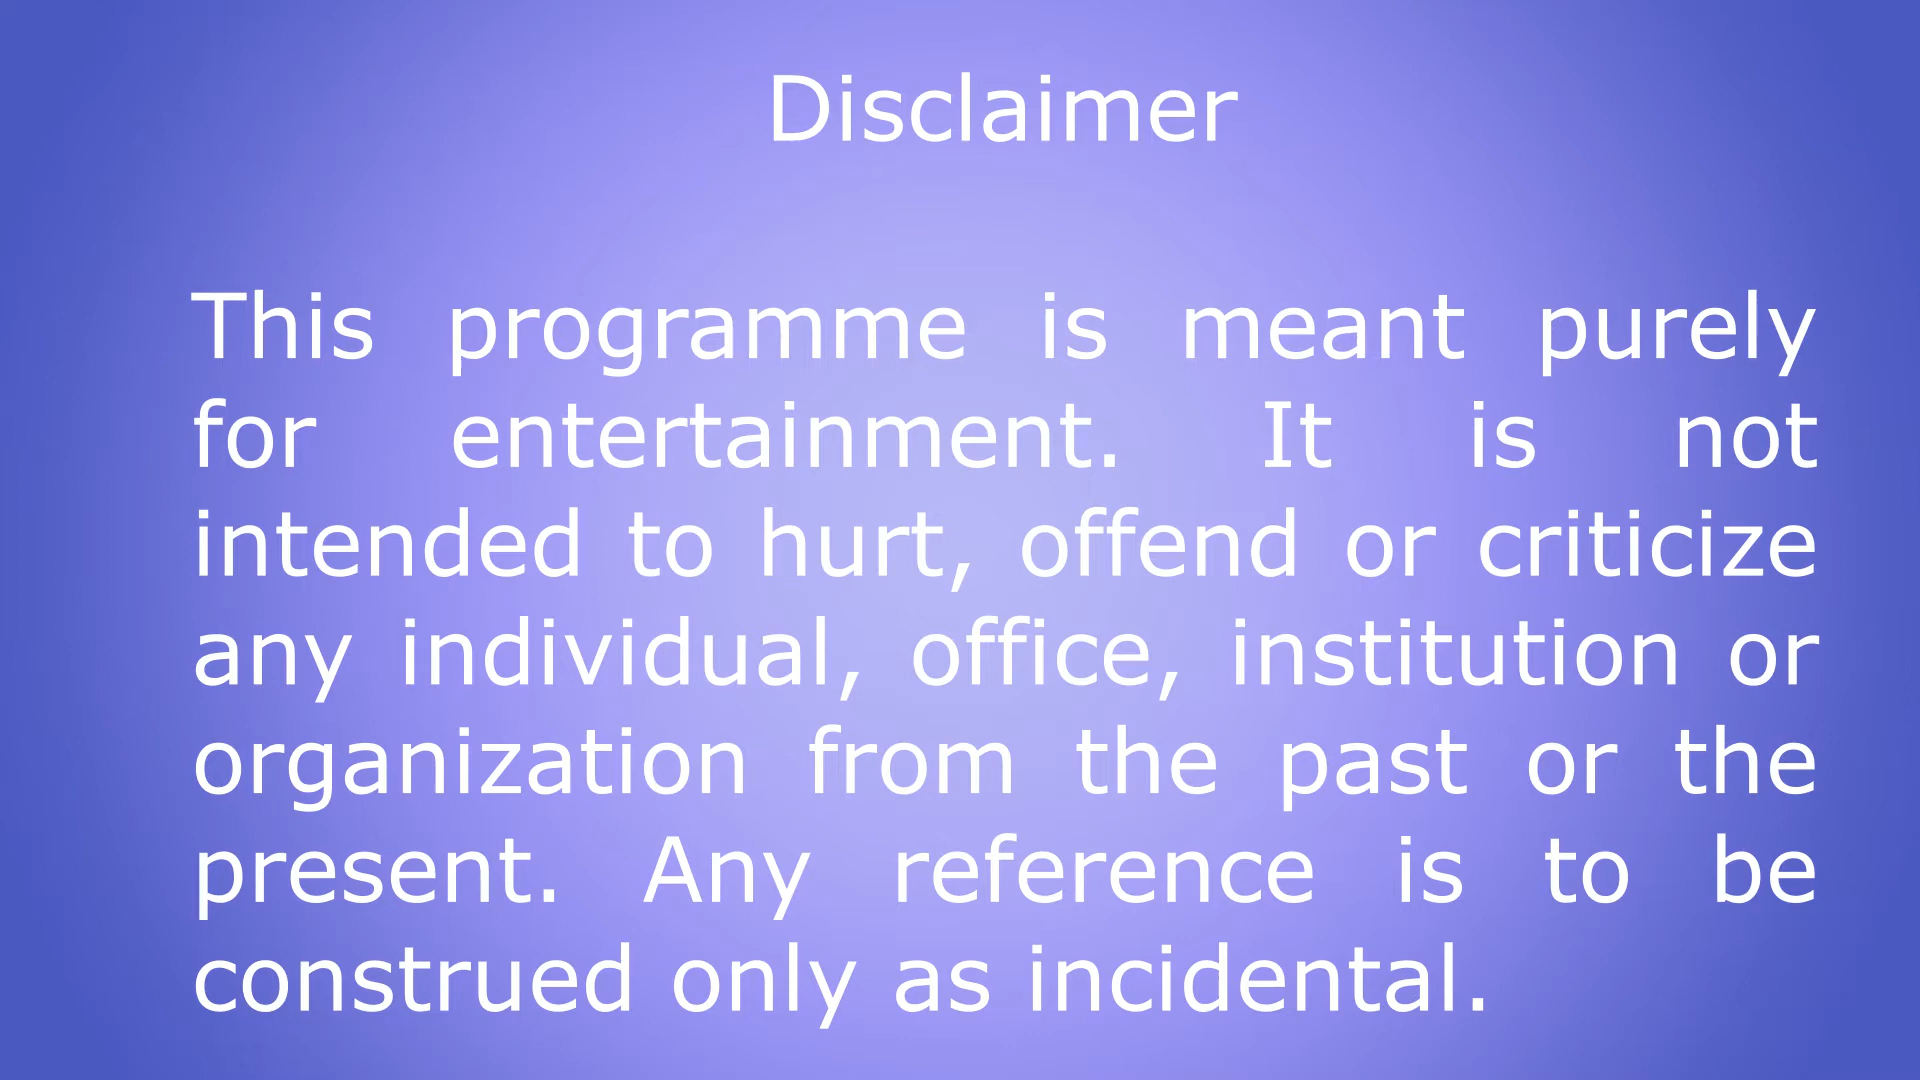 Disclaimer
This programme is meant purely
for entertainment. It is not
intended to hurt, offend or criticize
any individual, office, institution or
organization from the past or the
present. Any reference is to be
construed only as incidental.